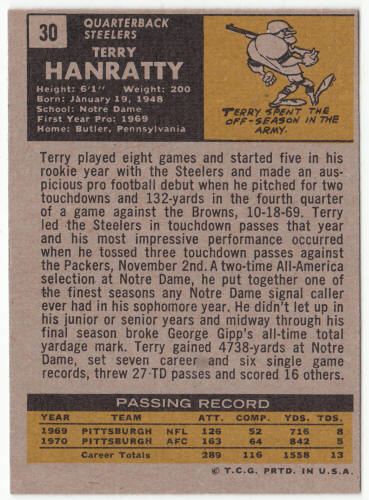 30
QUARTERBACK
STEELERS
TERRY
HANRATTY
Height: 6'1" Weight: 200
Born: January 19, 1948
School: Notre Dame
First Year Pro: 1969
Home: Butler, Pennsylvania
TERRY SPENT THE
OFF-SEASON IN THE
ARMY.
Terry played eight games and started five in his
rookie year with the Steelers and made an aus-
picious pro football debut when he pitched for two
touchdowns and 132-yards in the fourth quarter
of a game against the Browns, 10-18-69. Terry
led the Steelers in touchdown passes that year and
his most impressive performance occurred
when he tossed three touchdown passes against
the Packers, November 2nd. A two-time All-America
selection at Notre Dame, he put together one of
the finest seasons any Notre Dame signal caller
ever had in his sophomore year. He didn't let up in
his junior or senior years and midway through his
final season broke George Gipp's all-time total
yardage mark. Terry gained 4738-yards at Notre
Dame, set seven career and six single game
records, threw 27-TD passes and scored 16 others.
PASSING RECORD
YEAR TEAM ATT. COMP. YDS. TDS.
1969 PITTSBURGH NFL 126 52 716 8
1970 PITTSBURGH AFC 163 64 842 5
Career Totals 289 116 1558 13
© T.C.G. PRTD. IN U.S.A.